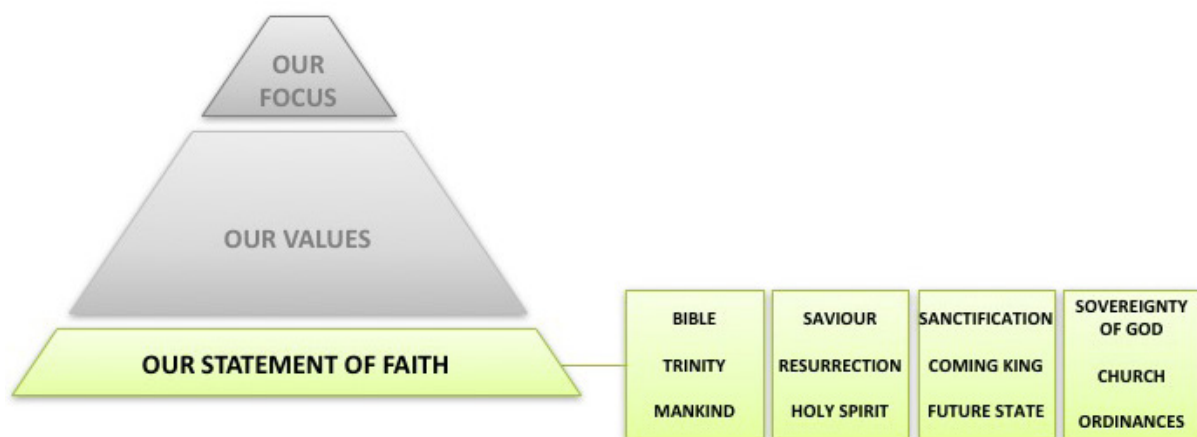 OUR
FOCUS
OUR VALUES
OUR STATEMENT OF FAITH
BIBLE
TRINITY
MANKIND
SAVIOUR
RESURRECTION
HOLY SPIRIT
SANCTIFICATION
COMING KING
FUTURE STATE
SOVEREIGNTY
OF GOD
CHURCH
ORDINANCES